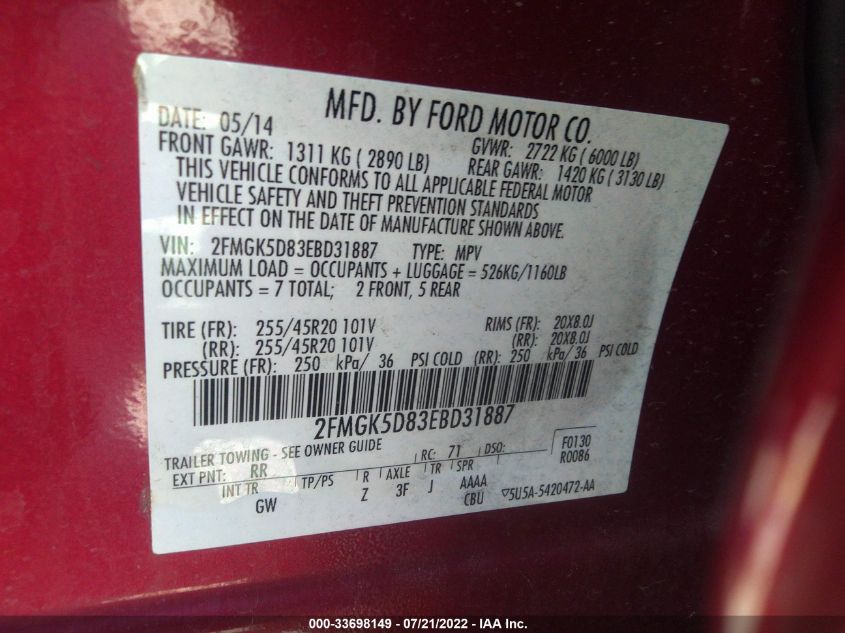 MFD. BY FORD MOTOR CO.
DATE: 05/14 GVWR: 2722 KG ( 6000 LB)
FRONT GAWR: 1311 KG ( 2890 LB) REAR GAWR: 1420 KG ( 3130 LB)
THIS VEHICLE CONFORMS TO ALL APPLICABLE FEDERAL MOTOR
VEHICLE SAFETY AND THEFT PREVENTION STANDARDS
IN EFFECT ON THE DATE OF MANUFACTURE SHOWN ABOVE.
VIN: 2FMGK5D83EBD31887 TYPE: MPV
MAXIMUM LOAD = OCCUPANTS + LUGGAGE = 526KG/1160LB
OCCUPANTS = 7 TOTAL; 2 FRONT, 5 REAR
TIRE (FR): 255/45R20 101V RIMS (FR): 20X8.0J
(RR): 255/45R20 101V (RR): 20X8.0J
PRESSURE (FR): 250 kPa/ 36 PSI COLD (RR): 250 kPa/ 36 PSI COLD
2FMGK5D83EBD31887
TRAILER TOWING - SEE OWNER GUIDE RC: 71 DSO: F0130
EXT PNT: RR R0086
INT TR TP/PS R AXLE TR SPR
GW Z 3F J AAAA
CBU ▽5U5A-5420472-AA
000-33698149 - 07/21/2022 - IAA Inc.